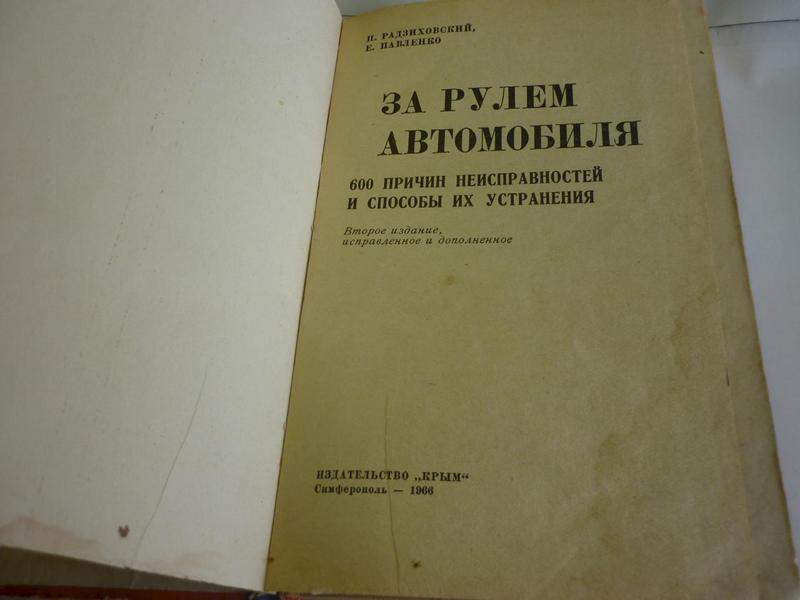 П. РАДЗИХОВСКИЙ,
Е. ПАВЛЕНКО
ЗА РУЛЕМ
АВТОМОБИЛЯ
600 ПРИЧИН НЕИСПРАВНОСТЕЙ
И СПОСОБЫ ИХ УСТРАНЕНИЯ
Второе издание,
исправленное и дополненное
ИЗДАТЕЛЬСТВО „КРЫМ“
Симферополь — 1966